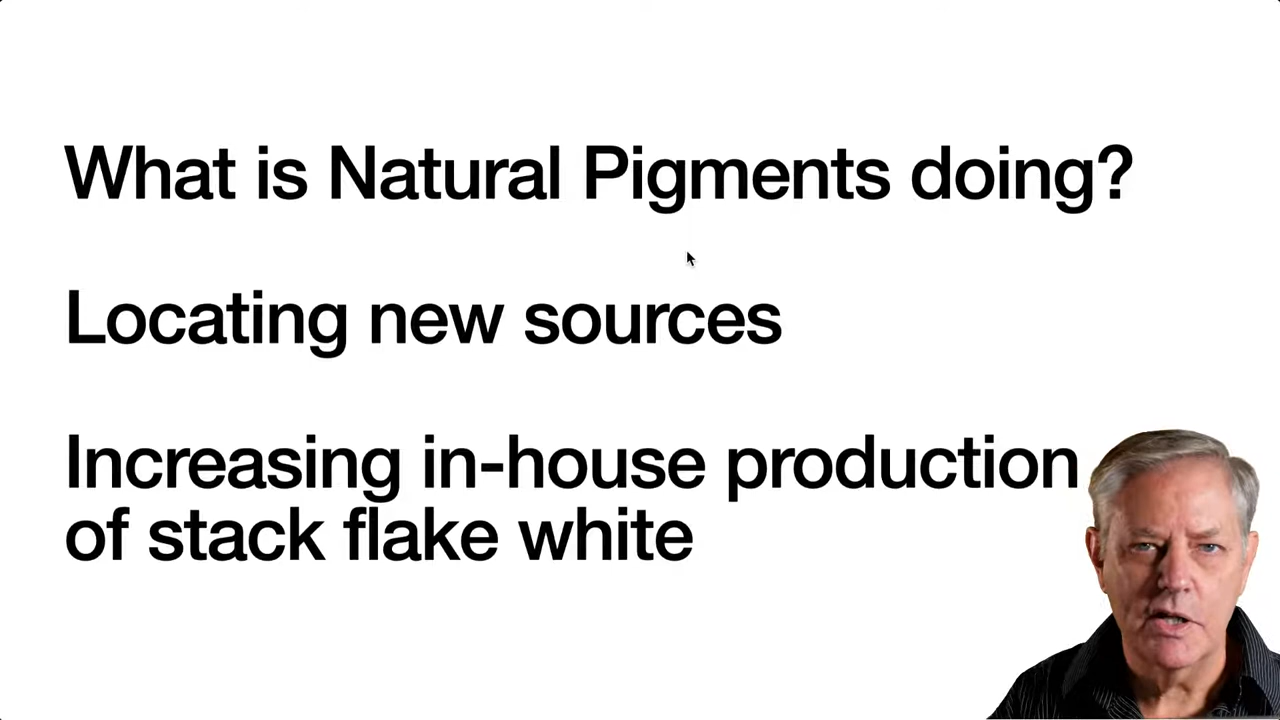 What is Natural Pigments doing?
Locating new sources
Increasing in-house production
of stack flake white